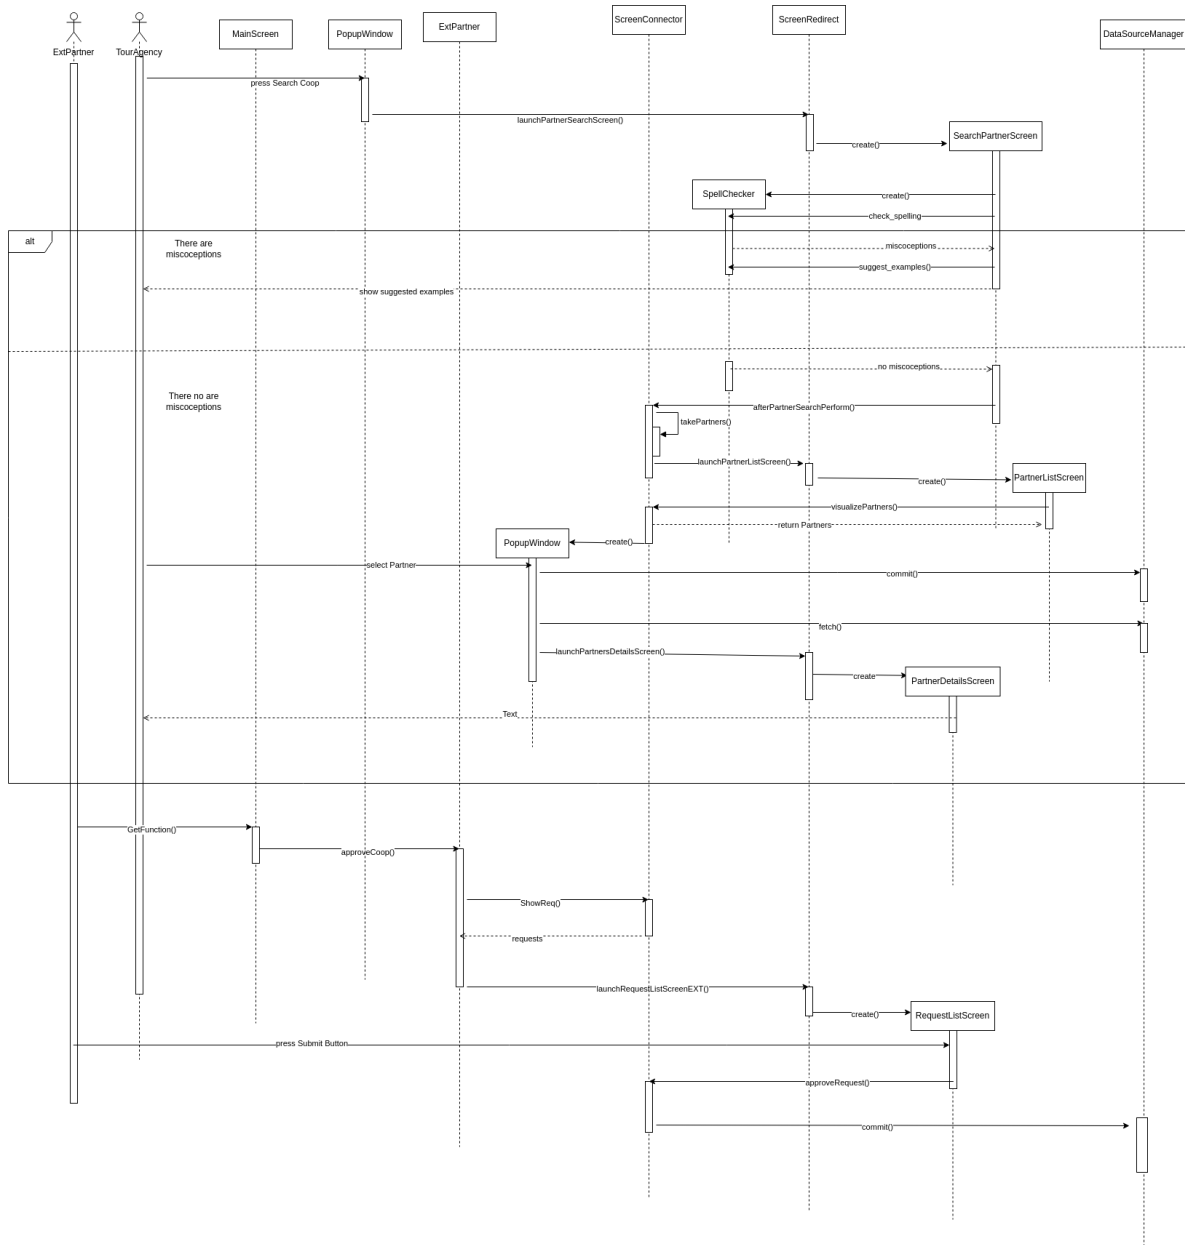 ExtPartner
TourAgency
MainScreen
PopupWindow
ExtPartner
ScreenConnector
ScreenRedirect
DataSourceManager
press Search Coop
launchPartnerSearchScreen()
create()
SearchPartnerScreen
SpellChecker
create()
check_spelling
alt
There are
miscoceptions
miscoceptions
suggest_examples()
show suggested examples
no miscoceptions
There no are
miscoceptions
afterPartnerSearchPerform()
takePartners()
launchPartnerListScreen()
create()
PartnerListScreen
visualizePartners()
return Partners
PopupWindow
create()
select Partner
commit()
fetch()
launchPartnersDetailsScreen()
create
PartnerDetailsScreen
Text
GetFunction()
approveCoop()
ShowReq()
requests
launchRequestListScreenEXT()
create()
RequestListScreen
press Submit Button
approveRequest()
commit()